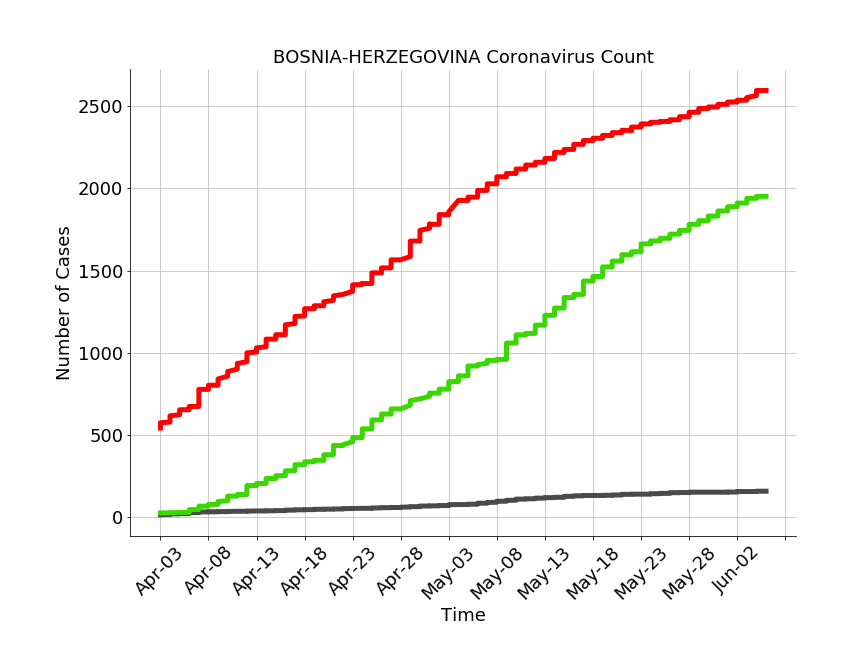 BOSNIA-HERZEGOVINA Coronavirus Count
Number of Cases
2500
2000
1500
1000
500
0
Apr-03
Apr-08
Apr-13
Apr-18
Apr-23
Apr-28
May-03
May-08
May-13
May-18
May-23
May-28
Jun-02
Time